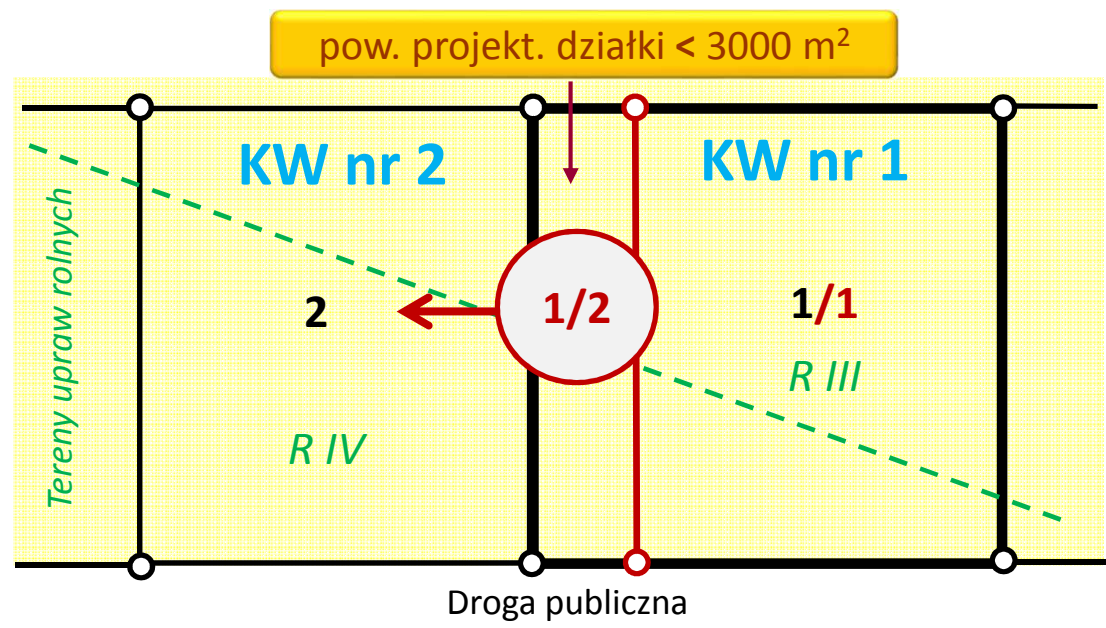 pow. projekt. działki < 3000 m²
KW nr 2
KW nr 1
Tereny upraw rolnych
2
1/2
1/1
R III
R IV
Droga publiczna